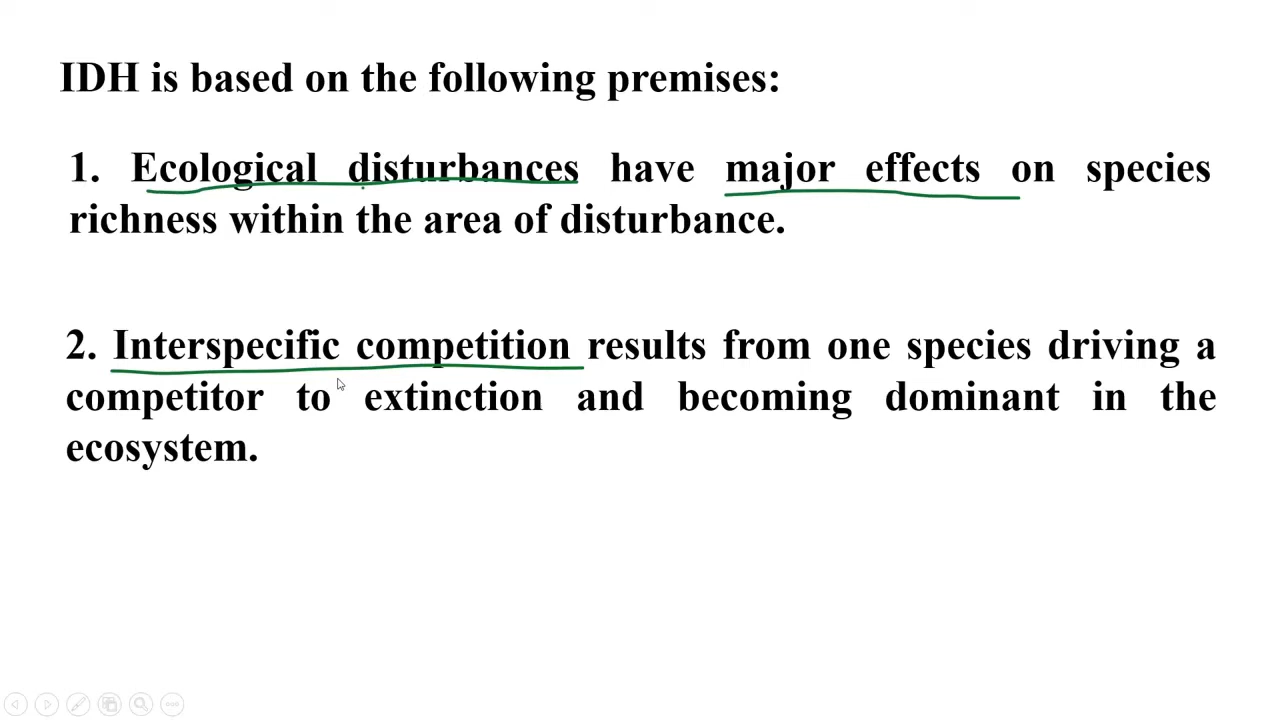 IDH is based on the following premises:
1. Ecological disturbances have major effects on species
richness within the area of disturbance.
2. Interspecific competition results from one species driving a
competitor to extinction and becoming dominant in the
ecosystem.